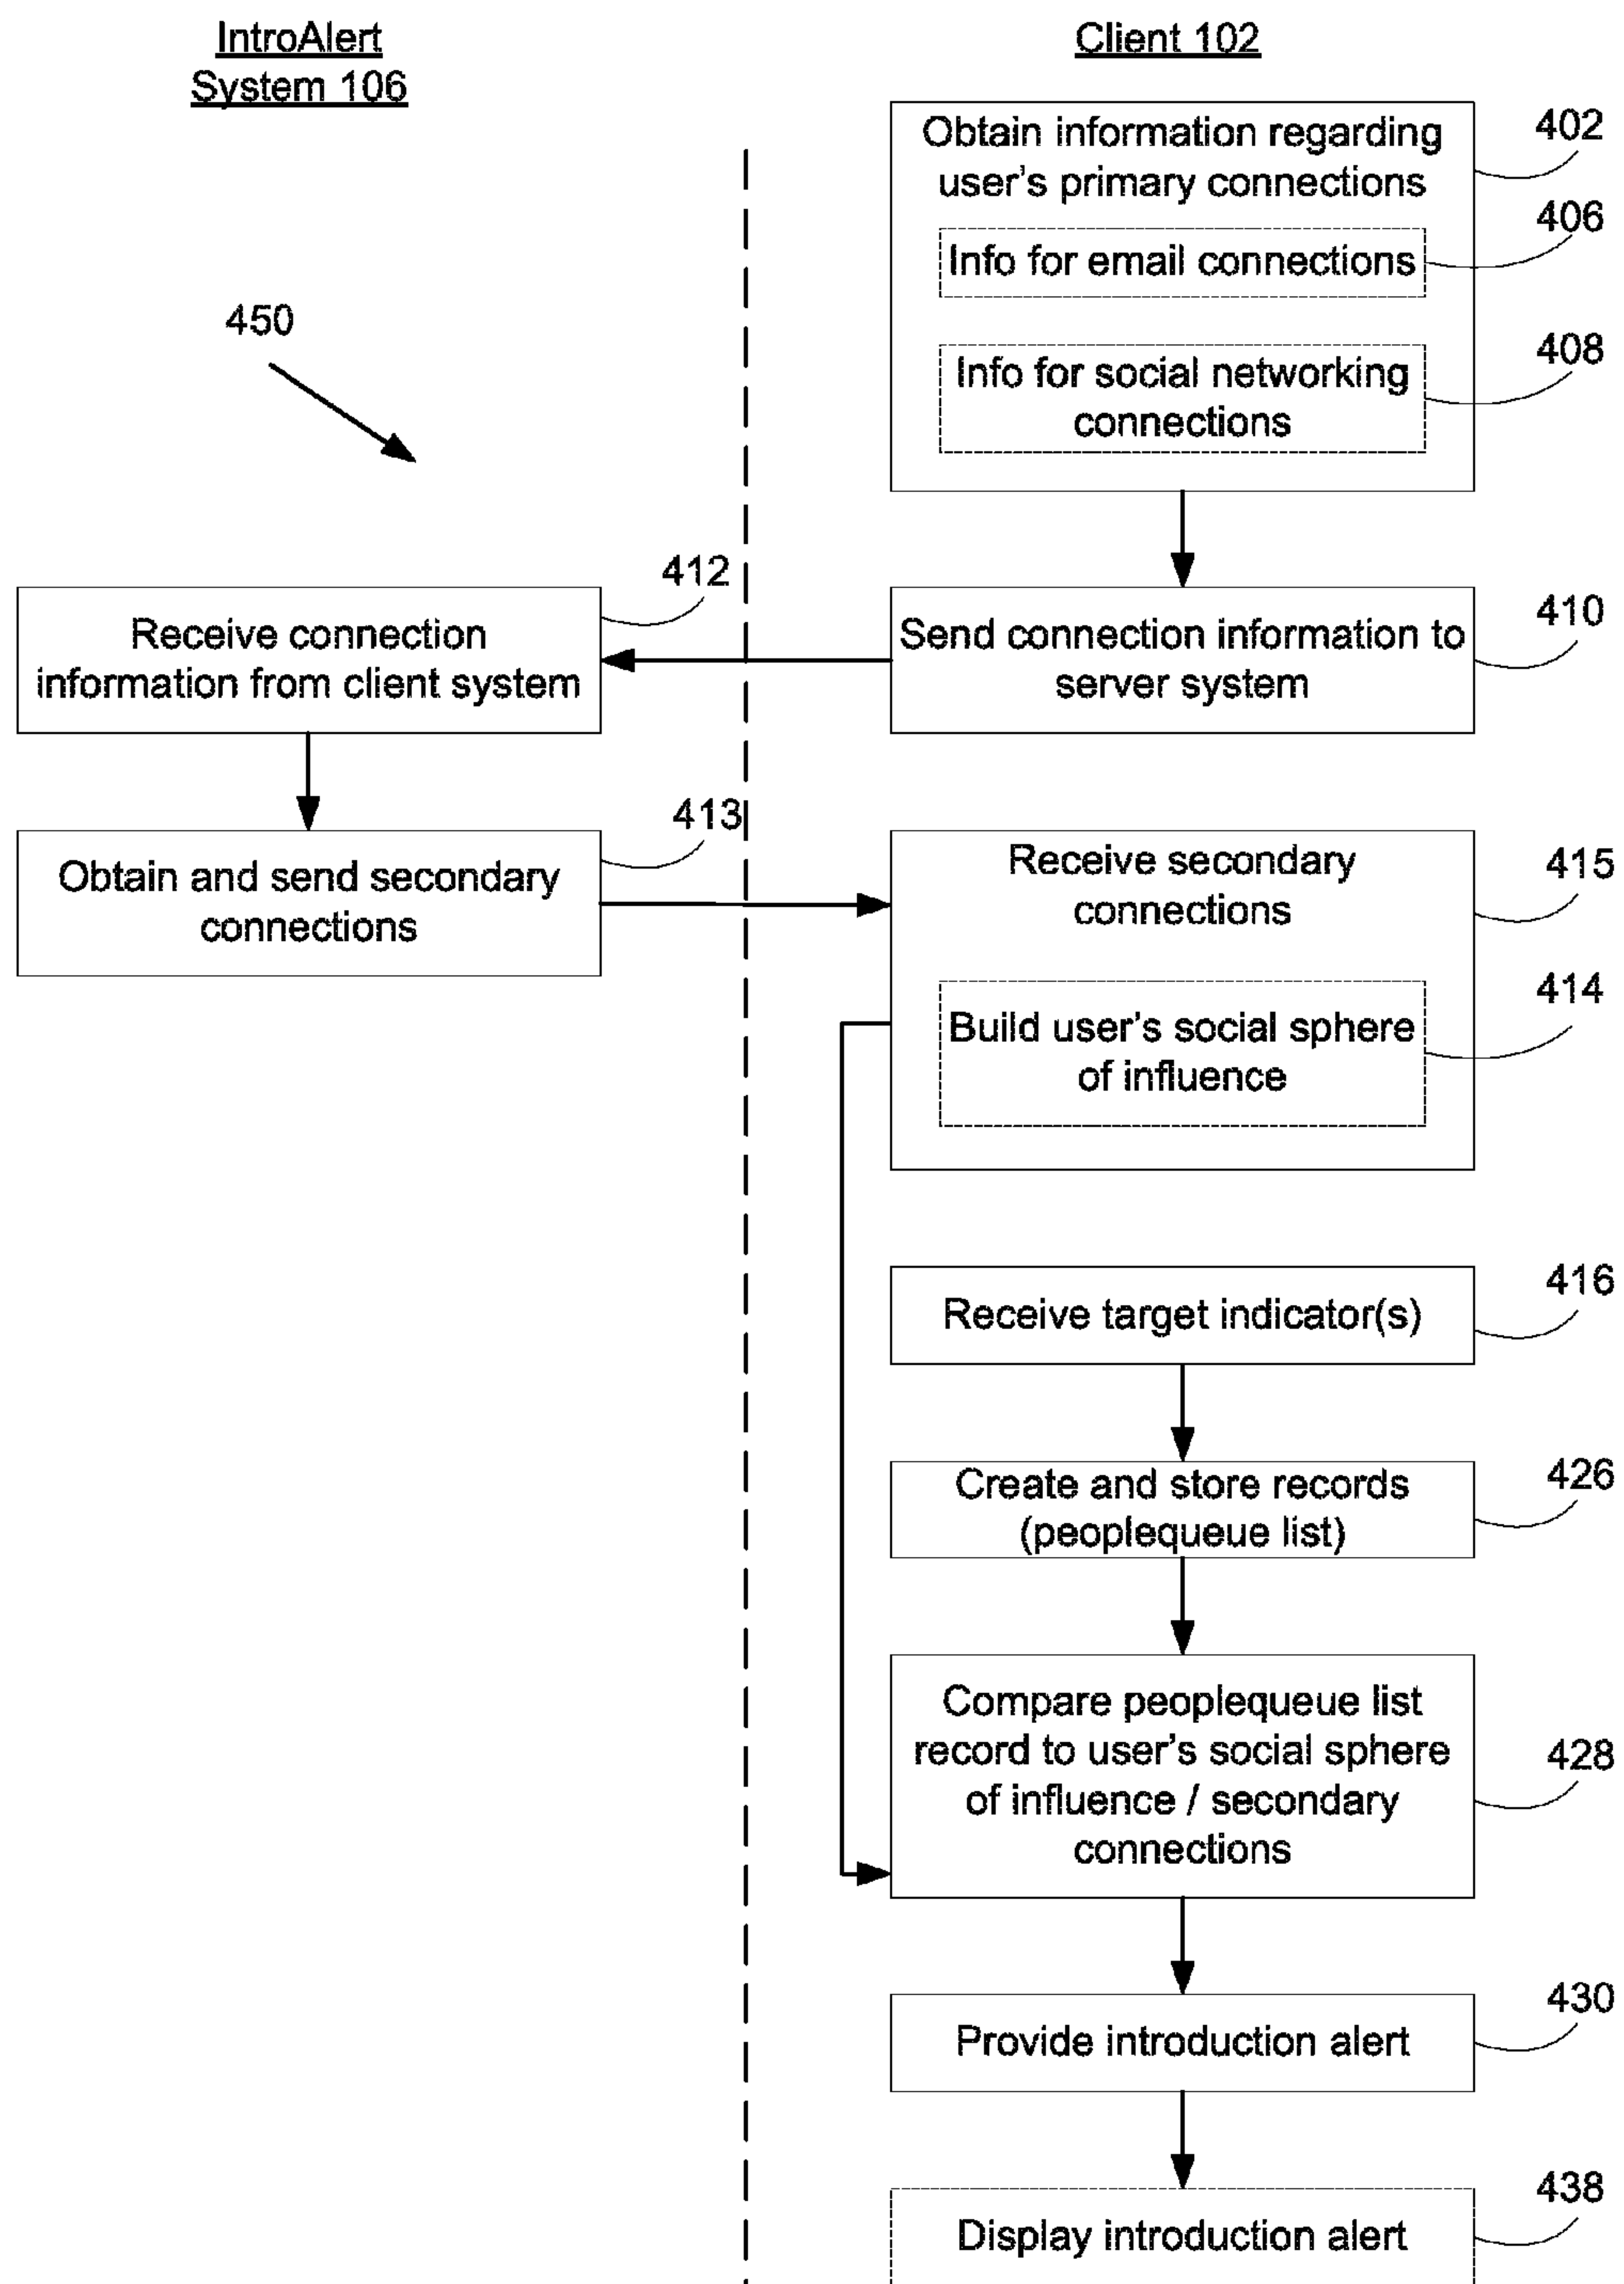 IntroAlert
System 106
Client 102
Obtain information regarding
user's primary connections
402
Info for email connections
406
Info for social networking
connections
408
450
Receive connection
information from client system
412
Send connection information to
server system
410
Obtain and send secondary
connections
413
Receive secondary
connections
415
Build user's social sphere
of influence
414
Receive target indicator(s)
416
Create and store records
(peoplequeue list)
426
Compare peoplequeue list
record to user's social sphere
of influence / secondary
connections
428
Provide introduction alert
430
Display introduction alert
438